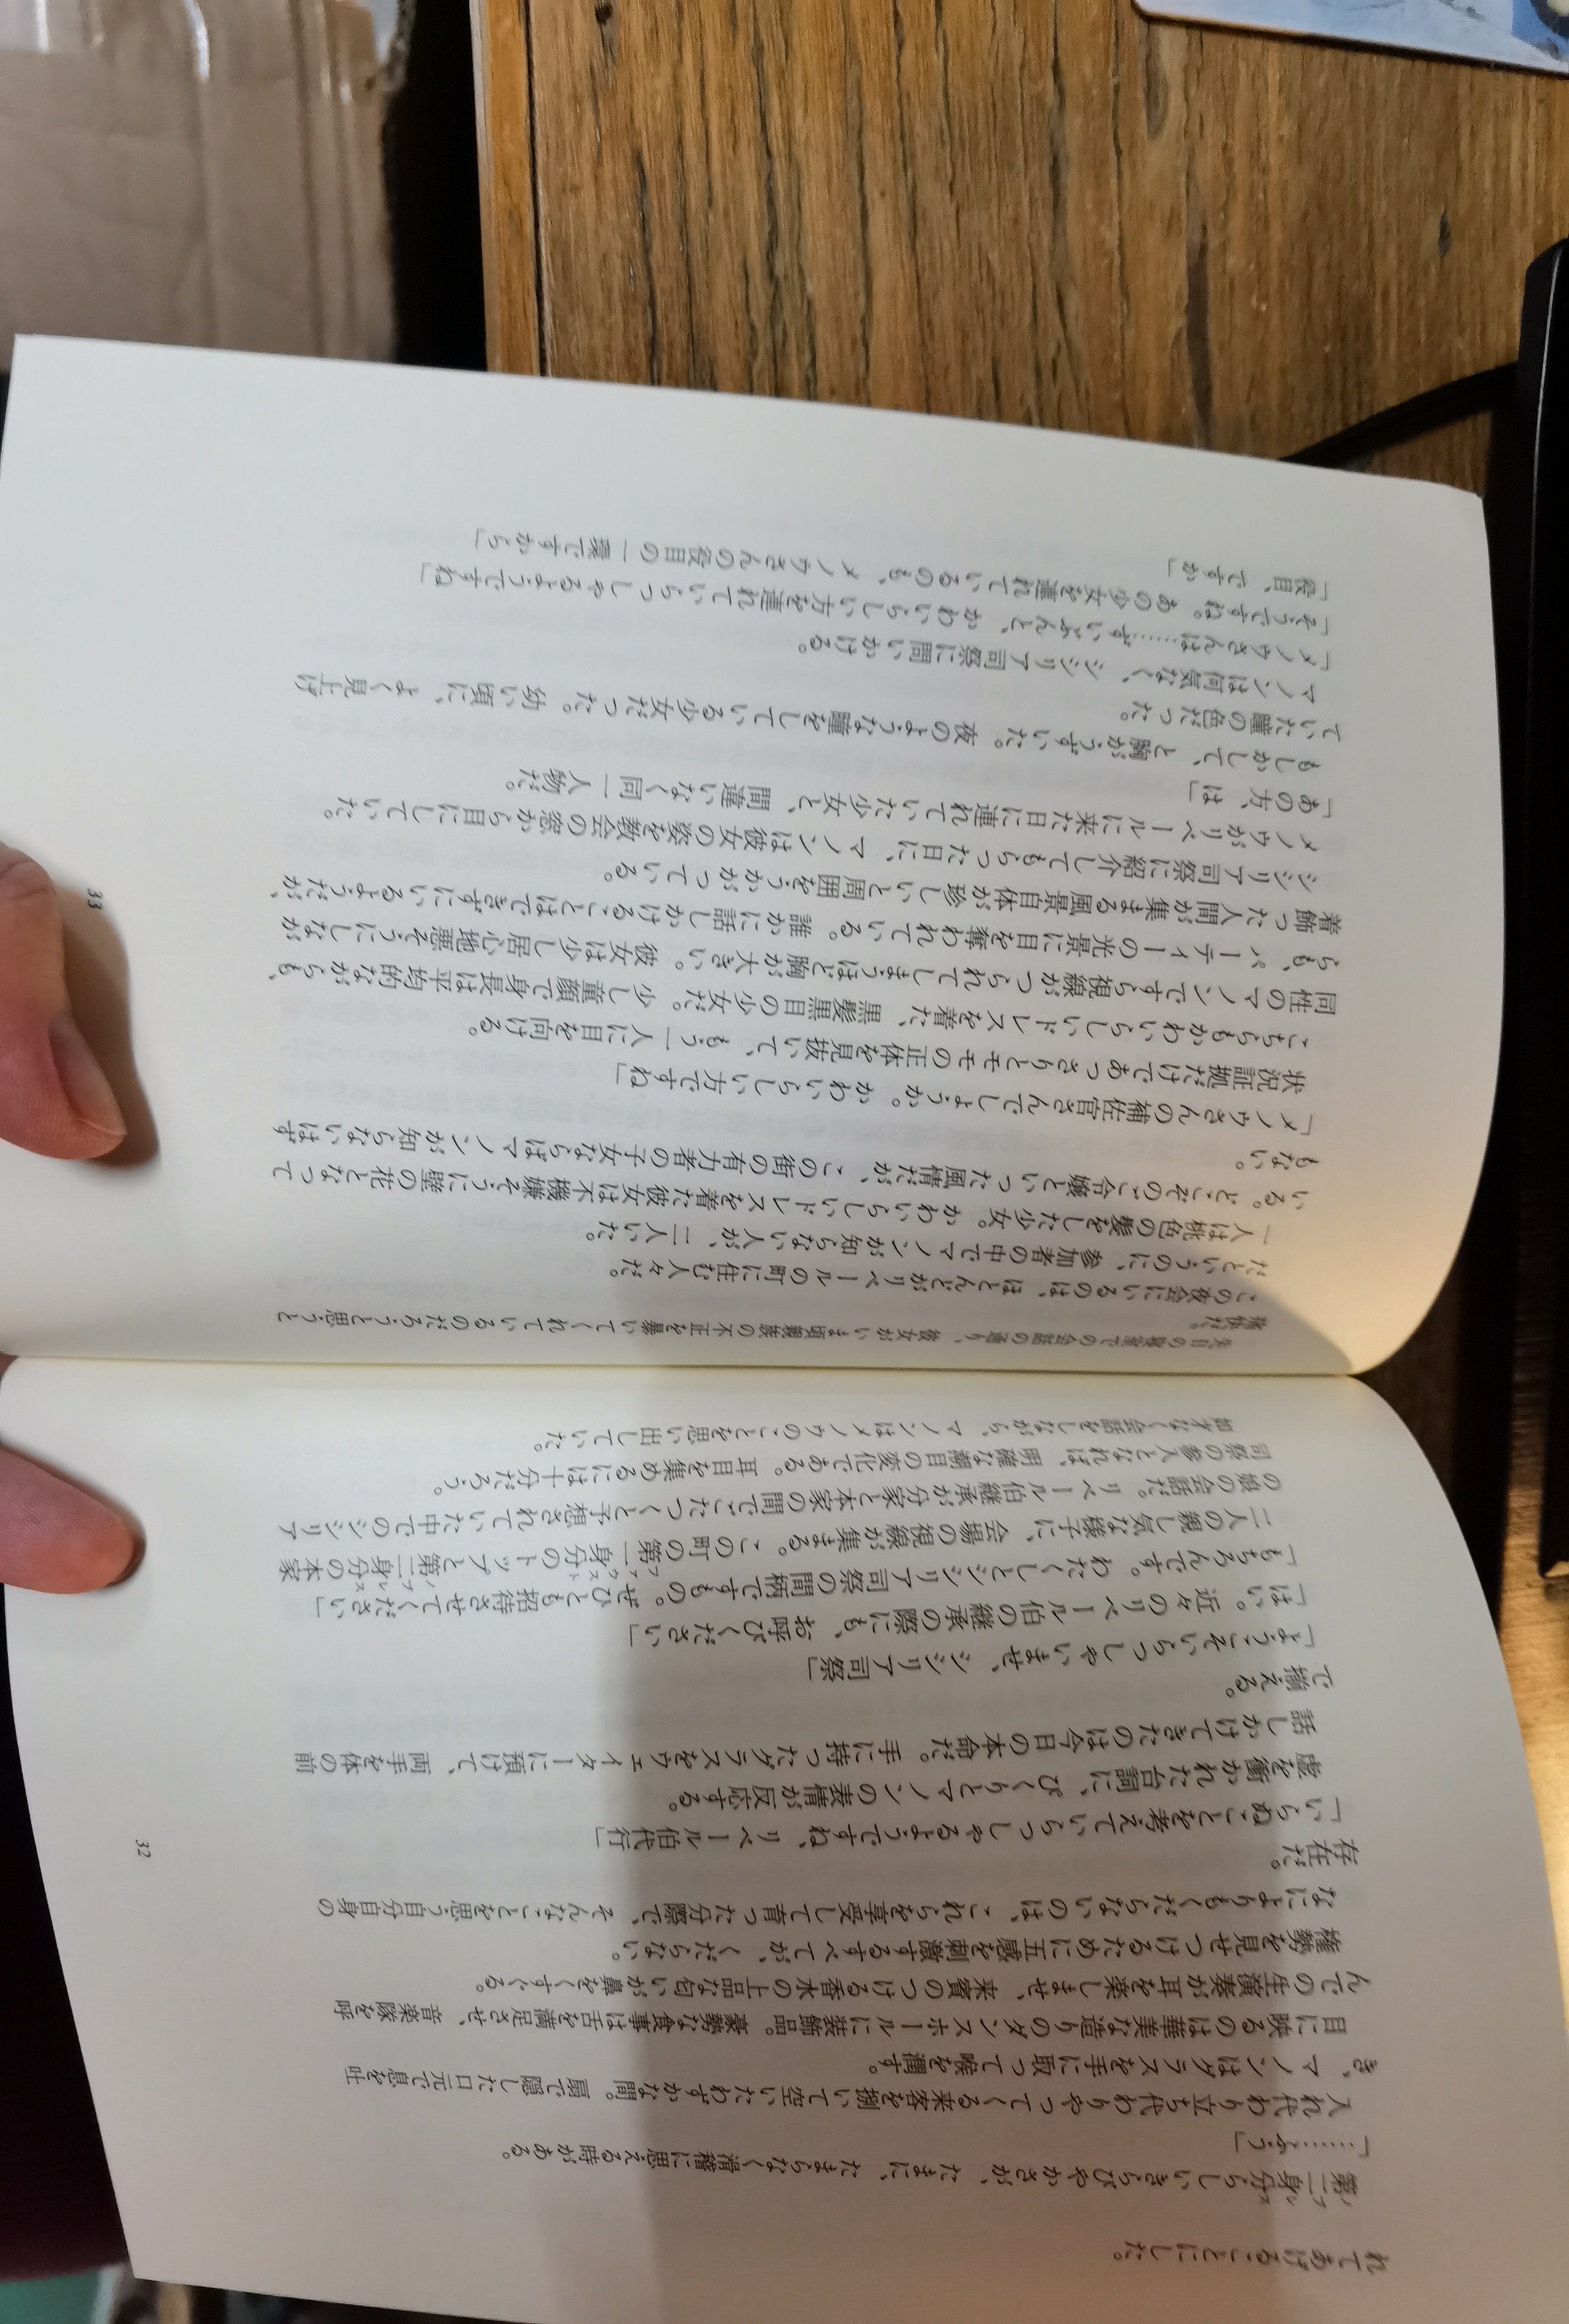 れてあげることにした。
第二身分らしいきらびやかさが、たまに、たまらなく滑稽に思える時がある。
ノブレス
「……ふう」
入れ代わり立ち代わりやってくる来客を捌いて空いたわずかな間。扇で隠した口元で息を吐
き、マノンはグラスを手に取って喉を潤す。
目に映るのは華美な造りのダンスホールに装飾品。豪勢な食事は舌を満足させ、音楽隊を呼
んでの生演奏が耳を楽しませ、来賓のつける香水の上品な匂いが鼻をくすぐる。
権勢を見せつけるために五感を刺激するすべてが、くだらない。
なによりもくだらないのは、これらを享受して育った分際で、そんなことを思う自分自身の
存在だ。
「いらぬことを考えていらっしゃるようですね、リベール伯代行」
虚を衝かれた台詞に、ぴくりとマノンの表情が反応する。
話しかけてきたのは今日の本命だ。手に持ったグラスをウェイターに預けて、両手を体の前
で揃える。
「ようこそいらっしゃいませ、シシリア司祭」
「はい。近々のリベール伯の継承の際にも、お呼びください」
「もちろんです。わたくしとシシリア司祭の間柄ですもの。ぜひとも招待させてください」
二人の親し気な様子に、会場の視線が集まる。この町の第一身分のトップと第二身分の本家
ファウスト
ノブレス
の娘の会話だ。リベール伯継承が分家と本家の間でごたつくと予想されていた中でのシシリア
司祭の参入となれば、明確な潮目の変化である。耳目を集めるには十分だろう。
如才なく会話をしながら、マノンはメノウのことを思い出していた。
32
先日の寝室での会話の通り、彼女がいま頃親族の不正を暴いてくれているのだろうと思うと
痛快だ。
この夜会にいるのは、ほとんどがリベールの町に住む人々だ。
だというのに、参加者の中でマノンが知らない人が、二人いた。
一人は桃色の髪をした少女。かわいらしいドレスを着た彼女は不機嫌そうに壁の花となって
いる。どこぞのご令嬢といった風情だが、この街の有力者の子女ならばマノンが知らないはず
もない。
「メノウさんの補佐官さんでしょうか。かわいらしい方ですね」
状況証拠だけであっさりとモモの正体を見抜いて、もう一人に目を向ける。
こちらもかわいらしいドレスを着た、黒髪黒目の少女だ。少し童顔で身長は平均的ながらも、
同性のマノンですら視線がつられてしまうほど胸が大きい。彼女は少し居心地悪そうにしなが
らも、パーティーの光景に目を奪われている。誰かに話しかけることはできずにいるようだが、
着飾った人間が集まる風景自体が珍しいと周囲をうかがっている。
シシリア司祭に紹介してもらった日に、マノンは彼女の姿を教会の窓から目にしていた。
メノウがリベールに来た日に連れていた少女と、間違いなく同一人物だ。
「あの方、は」
もしかして、と胸がうずいた。夜のような瞳をしている少女だった。幼い頃に、よく見上げ
ていた瞳の色だった。
マノンは何気なく、シシリア司祭に問いかける。
「メノウさんは……ずいぶんと、かわいらしい方を連れていらっしゃるようですね」
「そうですね。あの少女を連れているのも、メノウさんの役目の一環ですから」
「役目、ですか」
33